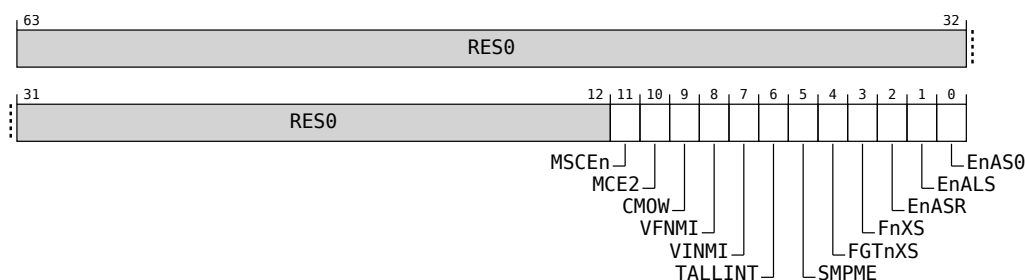 63 32
RES0
31 12 11 10 9 8 7 6 5 4 3 2 1 0
RES0
MSCEn EnAS0
MCE2 EnALS
CMOW EnASR
VFNMI FnXS
VINMI FGTnXS
TALLINT SMPME